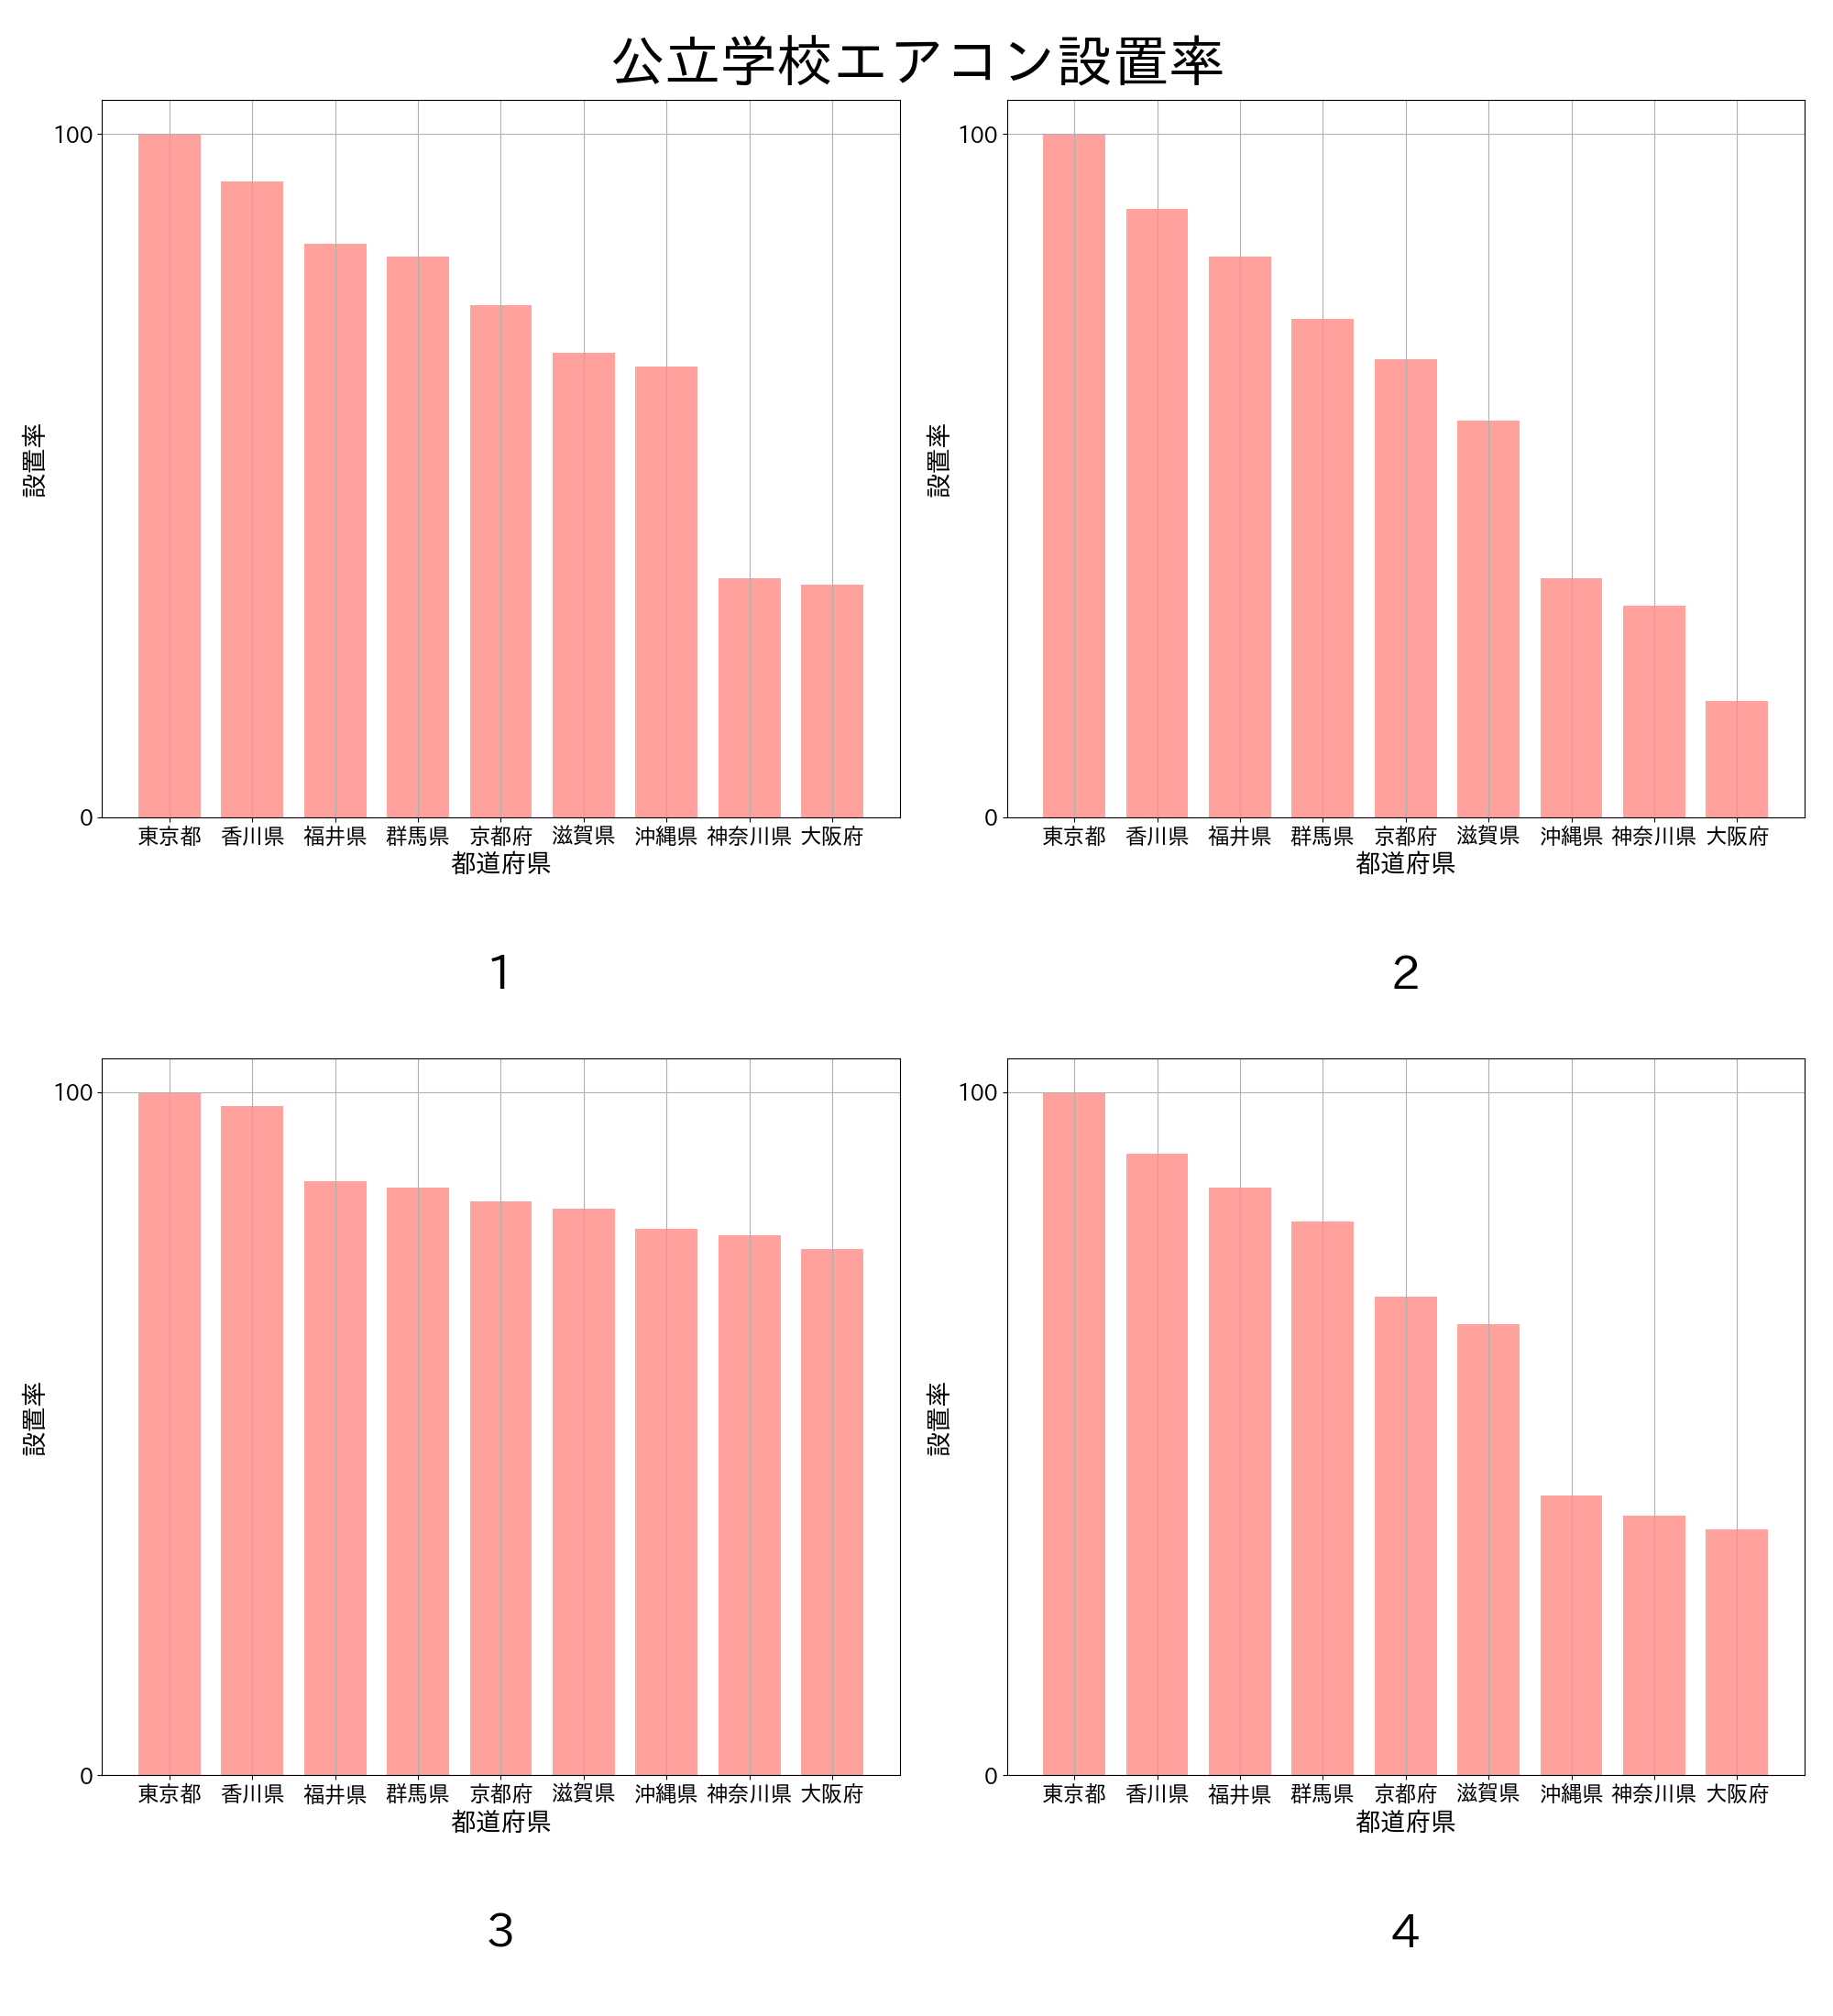 公立学校エアコン設置率
100
設置率
0
東京都 香川県 福井県 群馬県 京都府 滋賀県 沖縄県 神奈川県 大阪府
都道府県
1
100
設置率
0
東京都 香川県 福井県 群馬県 京都府 滋賀県 沖縄県 神奈川県 大阪府
都道府県
2
100
設置率
0
東京都 香川県 福井県 群馬県 京都府 滋賀県 沖縄県 神奈川県 大阪府
都道府県
3
100
設置率
0
東京都 香川県 福井県 群馬県 京都府 滋賀県 沖縄県 神奈川県 大阪府
都道府県
4